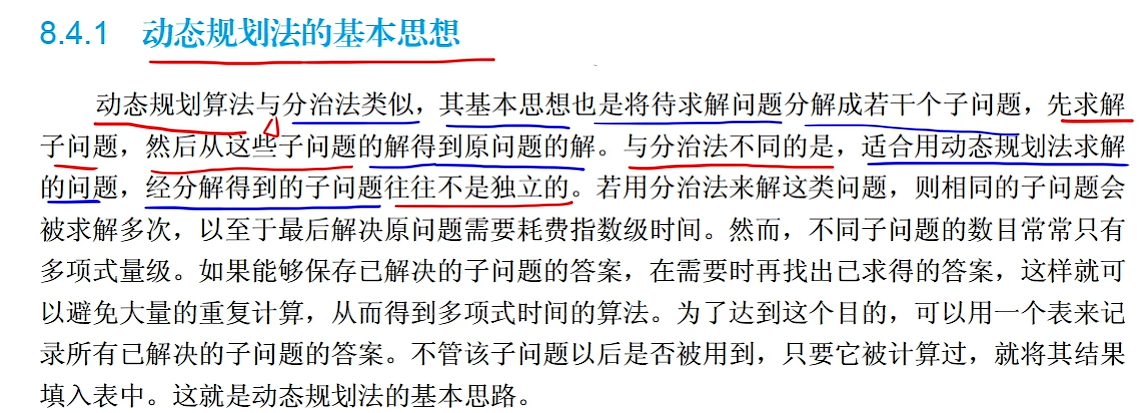 8.4.1 动态规划法的基本思想
动态规划算法与分治法类似，其基本思想也是将待求解问题分解成若干个子问题，先求解
子问题，然后从这些子问题的解得到原问题的解。与分治法不同的是，适合用动态规划法求解
的问题，经分解得到的子问题往往不是独立的。若用分治法来解这类问题，则相同的子问题会
被求解多次，以至于最后解决原问题需要耗费指数级时间。然而，不同子问题的数目常常只有
多项式量级。如果能够保存已解决的子问题的答案，在需要时再找出已求得的答案，这样就可
以避免大量的重复计算，从而得到多项式时间的算法。为了达到这个目的，可以用一个表来记
录所有已解决的子问题的答案。不管该子问题以后是否被用到，只要它被计算过，就将其结果
填入表中。这就是动态规划法的基本思路。